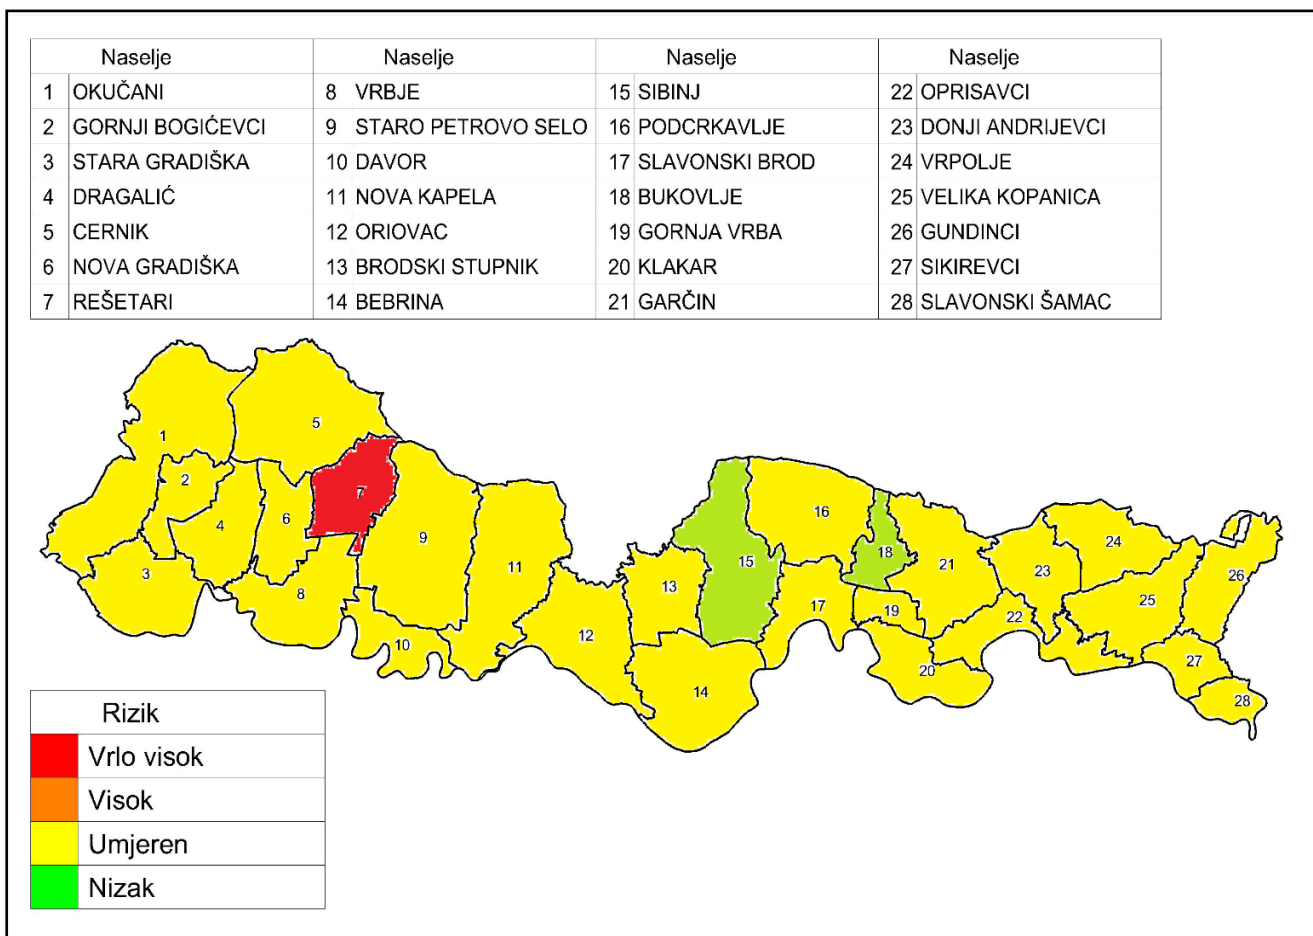 Naselje Naselje Naselje Naselje
1 OKUČANI 8 VRBJE 15 SIBINJ 22 OPRISAVCI
2 GORNJI BOGIĆEVCI 9 STARO PETROVO SELO 16 PODCRKAVLJE 23 DONJI ANDRIJEVCI
3 STARA GRADIŠKA 10 DAVOR 17 SLAVONSKI BROD 24 VRPOLJE
4 DRAGALIĆ 11 NOVA KAPELA 18 BUKOVLJE 25 VELIKA KOPANICA
5 CERNIK 12 ORIOVAC 19 GORNJA VRBA 26 GUNDINCI
6 NOVA GRADIŠKA 13 BRODSKI STUPNIK 20 KLAKAR 27 SIKIREVCI
7 REŠETARI 14 BEBRINA 21 GARČIN 28 SLAVONSKI ŠAMAC
1
2
3
4
5
6
7
8
9
10
11
12
13
14
15
16
17
18
19
20
21
22
23
24
25
26
27
28
Rizik
Vrlo visok
Visok
Umjeren
Nizak